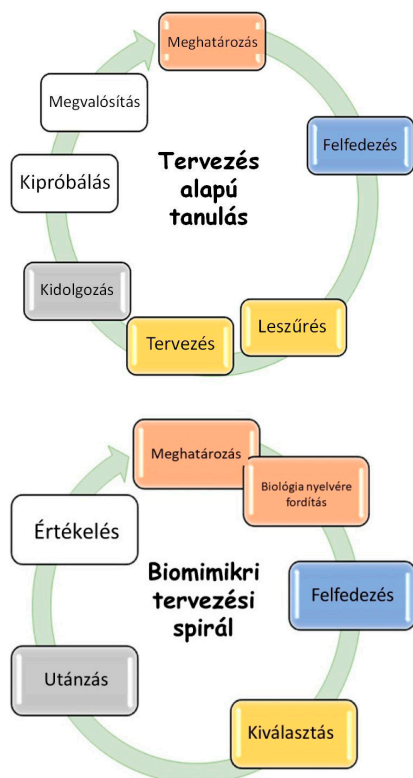 Meghatározás
Felfedezés
Leszűrés
Tervezés
Kidolgozás
Kipróbálás
Megvalósítás
Tervezés
alapú
tanulás
Meghatározás
Biológia nyelvére
fordítás
Felfedezés
Kiválasztás
Utánzás
Értékelés
Biomimikri
tervezési
spirál